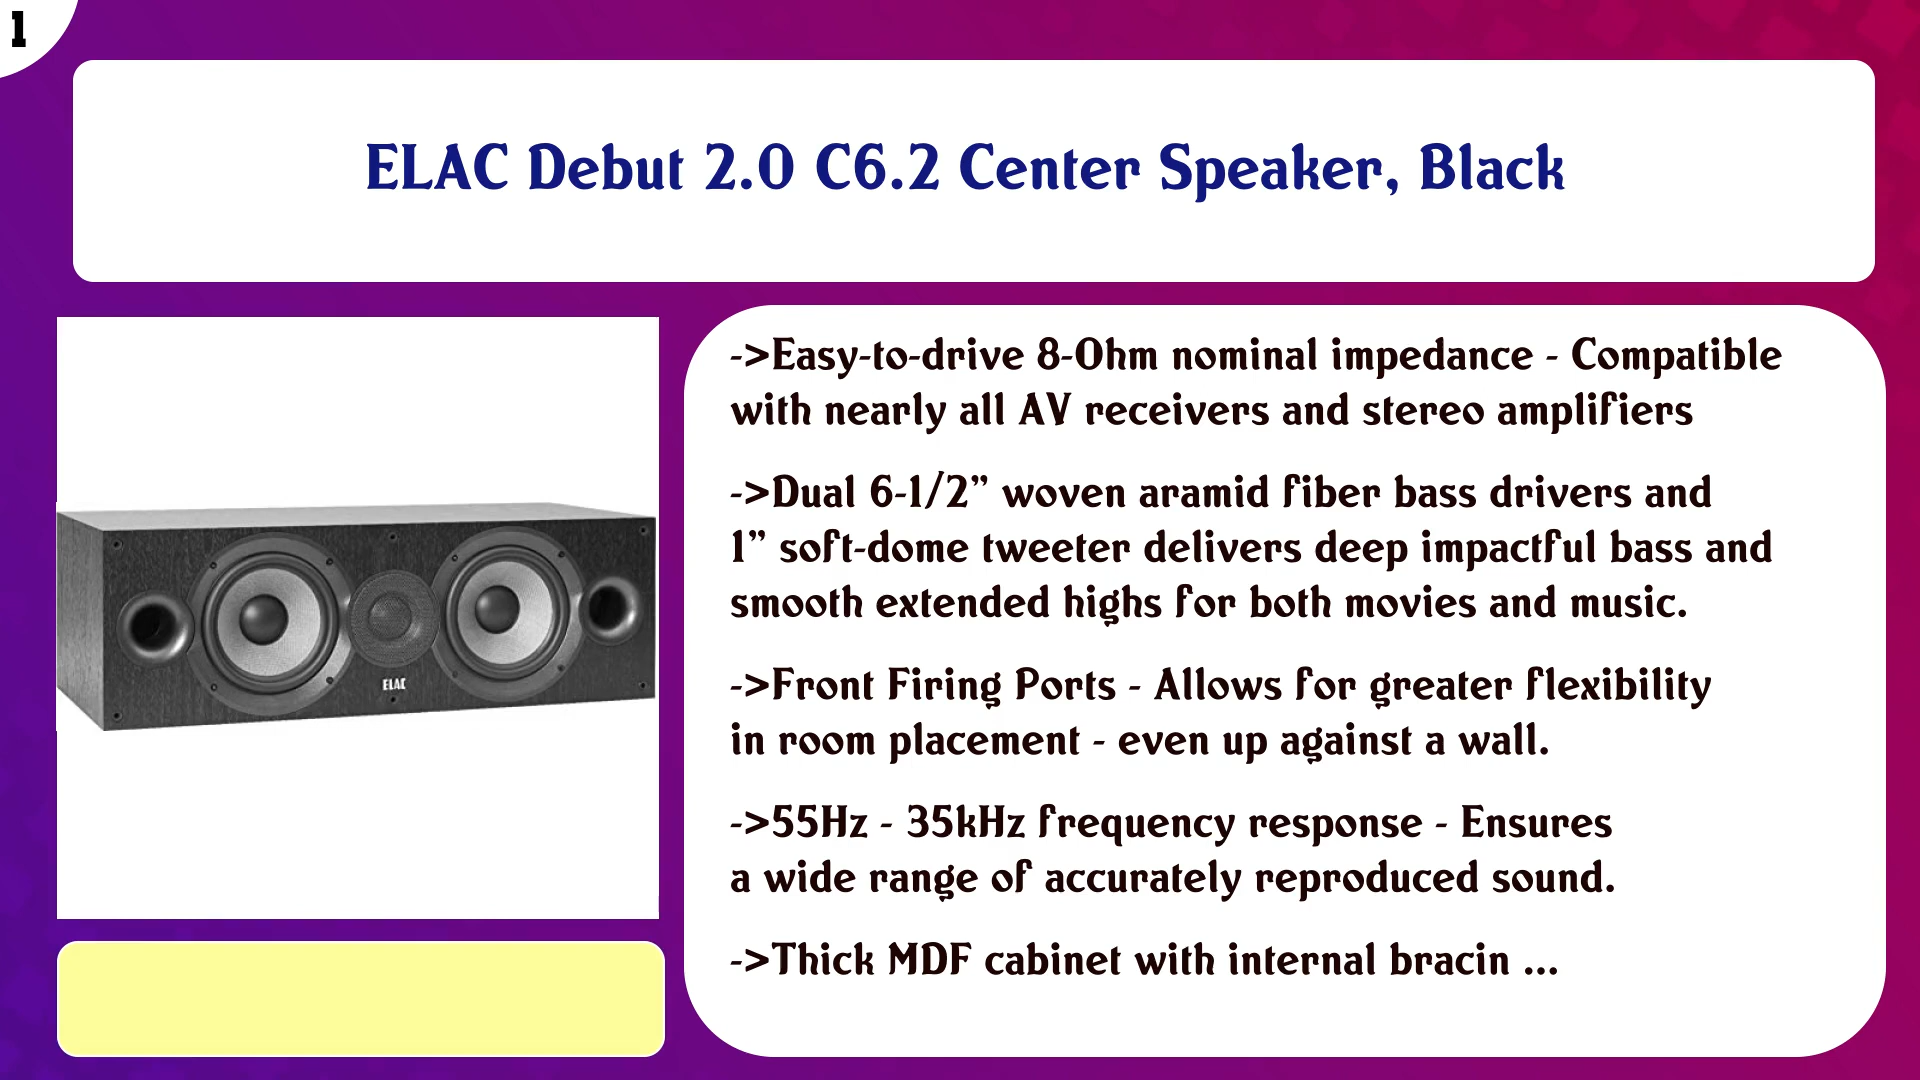 1
ELAC Debut 2.0 C6.2 Center Speaker, Black
->Easy-to-drive 8-Ohm nominal impedance - Compatible
with nearly all AV receivers and stereo amplifiers
->Dual 6-1/2” woven aramid fiber bass drivers and
1” soft-dome tweeter delivers deep impactful bass and
smooth extended highs for both movies and music.
->Front Firing Ports - Allows for greater flexibility
in room placement - even up against a wall.
->55Hz - 35kHz frequency response - Ensures
a wide range of accurately reproduced sound.
->Thick MDF cabinet with internal bracin ...
ELAC